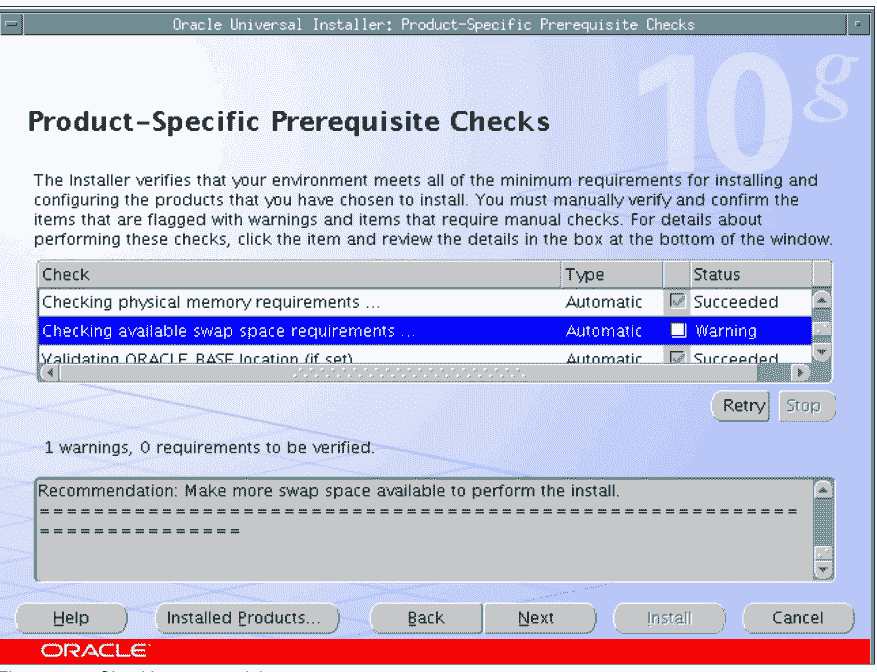 Oracle Universal Installer: Product-Specific Prerequisite Checks
10g
Product-Specific Prerequisite Checks
The Installer verifies that your environment meets all of the minimum requirements for installing and
configuring the products that you have chosen to install. You must manually verify and confirm the
items that are flagged with warnings and items that require manual checks. For details about
performing these checks, click the item and review the details in the box at the bottom of the window.
Check Type Status
Checking physical memory requirements ... Automatic Succeeded
Checking available swap space requirements ... Automatic Warning
Validating ORACLE_BASE location (if set) Automatic Succeeded
Retry Stop
1 warnings, 0 requirements to be verified.
Recommendation: Make more swap space available to perform the install.
========================================================
===============
Help Installed Products... Back Next Install Cancel
ORACLE